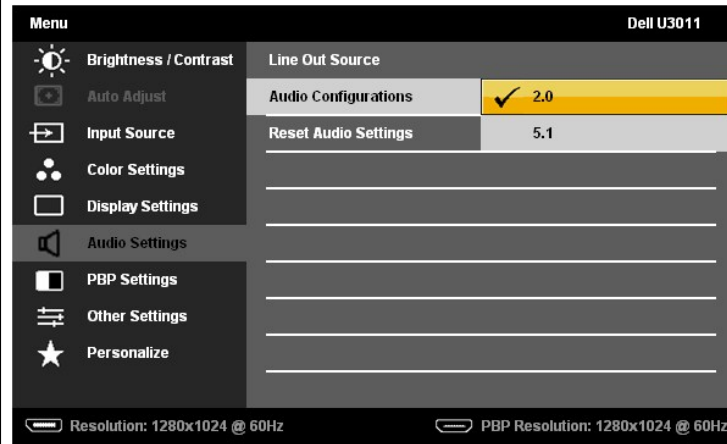 Menu
Dell U3011
Brightness / Contrast
Auto Adjust
Input Source
Color Settings
Display Settings
Audio Settings
PBP Settings
Other Settings
Personalize
Line Out Source
Audio Configurations
Reset Audio Settings
2.0
5.1
Resolution: 1280x1024 @ 60Hz
PBP Resolution: 1280x1024 @ 60Hz